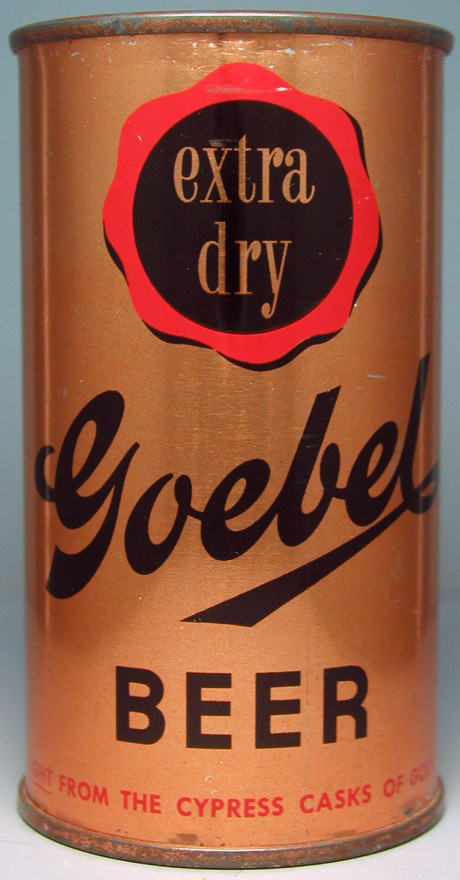 extra
dry
Goebel
BEER
FROM THE CYPRESS CASKS OF